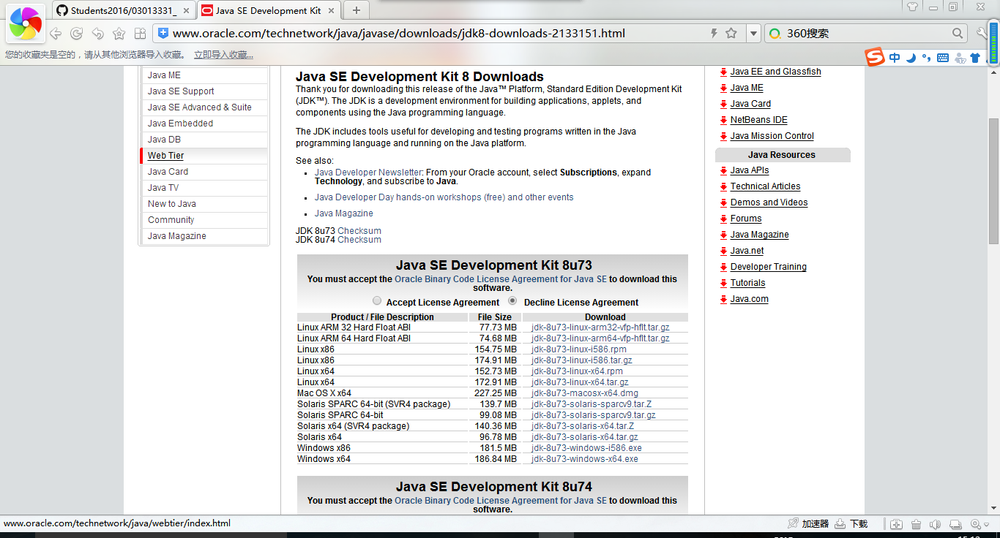 Students2016/03013331_
Java SE Development Kit
www.oracle.com/technetwork/java/javase/downloads/jdk8-downloads-2133151.html
360搜索
您的收藏夹是空的，请从其他浏览器导入收藏。 立即导入收藏...
中
Java ME
Java SE Support
Java SE Advanced & Suite
Java Embedded
Java DB
Web Tier
Java Card
Java TV
New to Java
Community
Java Magazine
Java SE Development Kit 8 Downloads
Thank you for downloading this release of the Java™ Platform, Standard Edition Development Kit
(JDK™). The JDK is a development environment for building applications, applets, and
components using the Java programming language.
The JDK includes tools useful for developing and testing programs written in the Java
programming language and running on the Java platform.
See also:
Java Developer Newsletter: From your Oracle account, select Subscriptions, expand
Technology, and subscribe to Java.
Java Developer Day hands-on workshops (free) and other events
Java Magazine
JDK 8u73 Checksum
JDK 8u74 Checksum
Java SE Development Kit 8u73
You must accept the Oracle Binary Code License Agreement for Java SE to download this
software.
Accept License Agreement Decline License Agreement
Product / File Description File Size Download
Linux ARM 32 Hard Float ABI 77.73 MB jdk-8u73-linux-arm32-vfp-hflt.tar.gz
Linux ARM 64 Hard Float ABI 74.68 MB jdk-8u73-linux-arm64-vfp-hflt.tar.gz
Linux x86 154.75 MB jdk-8u73-linux-i586.rpm
Linux x86 174.91 MB jdk-8u73-linux-i586.tar.gz
Linux x64 152.73 MB jdk-8u73-linux-x64.rpm
Linux x64 172.91 MB jdk-8u73-linux-x64.tar.gz
Mac OS X x64 227.25 MB jdk-8u73-macosx-x64.dmg
Solaris SPARC 64-bit (SVR4 package) 139.7 MB jdk-8u73-solaris-sparcv9.tar.Z
Solaris SPARC 64-bit 99.08 MB jdk-8u73-solaris-sparcv9.tar.gz
Solaris x64 (SVR4 package) 140.36 MB jdk-8u73-solaris-x64.tar.Z
Solaris x64 96.78 MB jdk-8u73-solaris-x64.tar.gz
Windows x86 181.5 MB jdk-8u73-windows-i586.exe
Windows x64 186.84 MB jdk-8u73-windows-x64.exe
Java SE Development Kit 8u74
You must accept the Oracle Binary Code License Agreement for Java SE to download this
software.
Java EE and Glassfish
Java ME
Java Card
NetBeans IDE
Java Mission Control
Java Resources
Java APIs
Technical Articles
Demos and Videos
Forums
Java Magazine
Java.net
Developer Training
Tutorials
Java.com
www.oracle.com/technetwork/java/webtier/index.html
加速器 下载